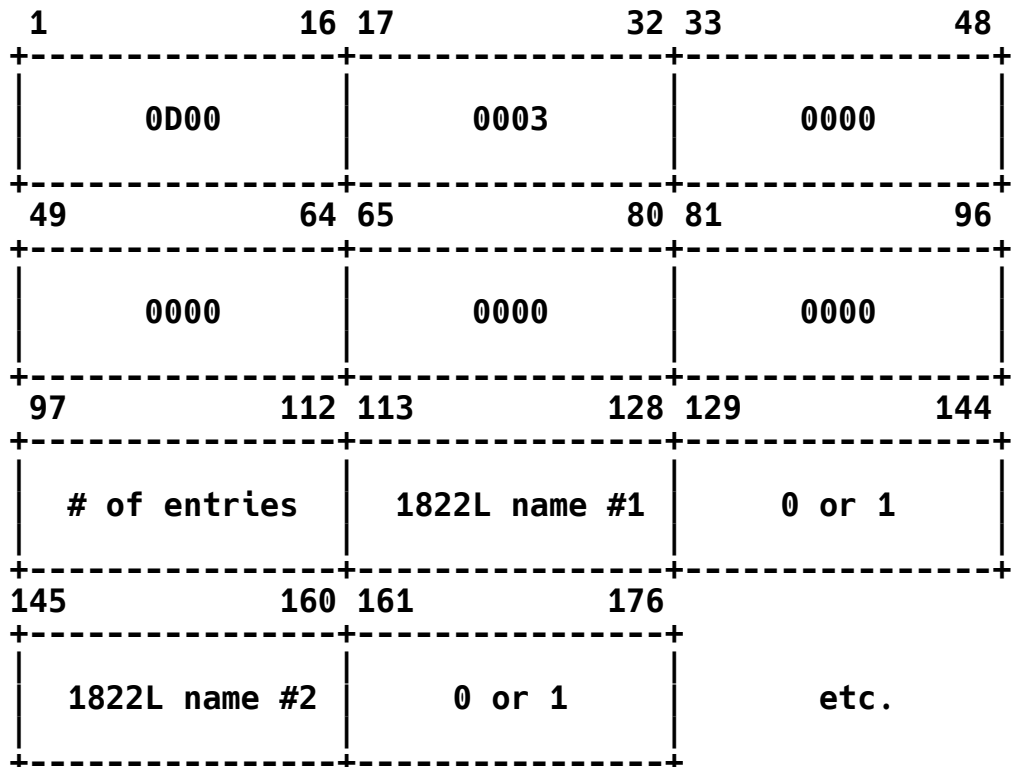 1 16 17 32 33 48
0D00 0003 0000
49 64 65 80 81 96
0000 0000 0000
97 112 113 128 129 144
# of entries 1822L name #1 0 or 1
145 160 161 176
1822L name #2 0 or 1 etc.